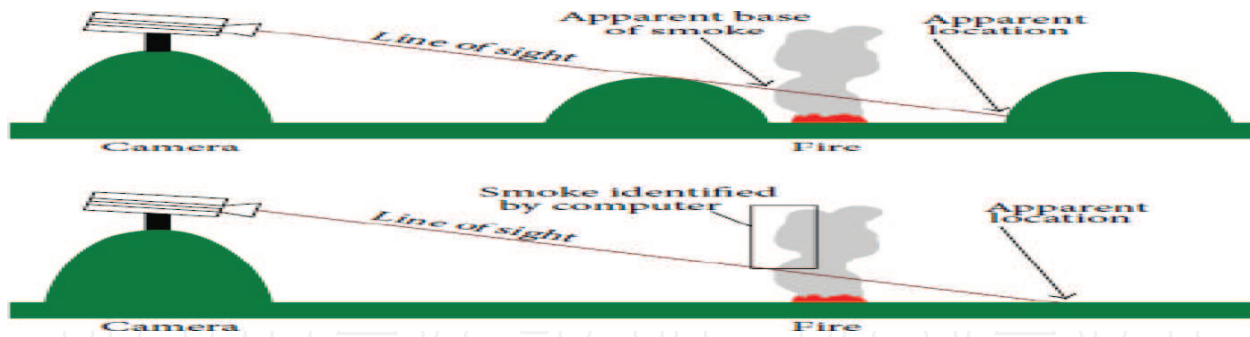 Apparent base
of smoke
Apparent
location
Line of sight
Camera
Fire
Smoke identified
by computer
Apparent
location
Line of sight
Camera
Fire